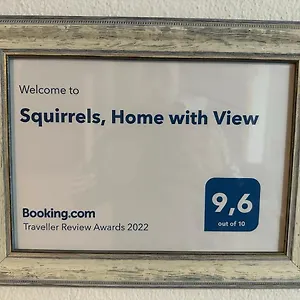 Welcome to
Squirrels, Home with View
Booking.com
Traveller Review Awards 2022
9,6
out of 10